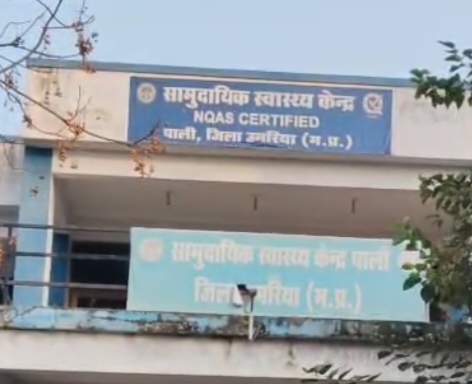 सामुदायिक स्वास्थ्य केन्द्र
NQAS CERTIFIED
पाली, जिला उमरिया (म.प्र.)
सामुदायिक स्वास्थ्य केन्द्र पाली
जिला उमरिया (म.प्र.)